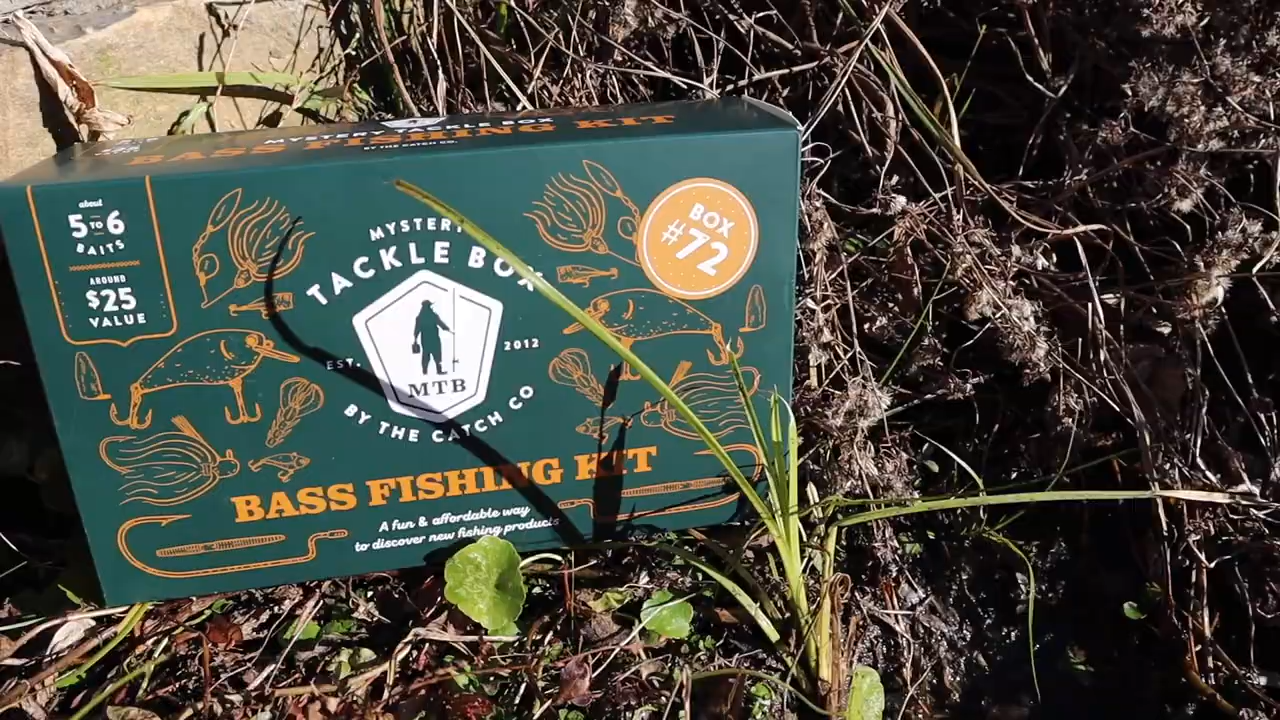 MYSTERY TACKLE BOX
BASS FISHING KIT
BY THE CATCH CO.
about
5 TO 6
BAITS
AROUND
$25
VALUE
MYSTERY
TACKLE BOX
EST. 2012
MTB
BY THE CATCH CO
BOX
#72
BASS FISHING KIT
A fun & affordable way
to discover new fishing products